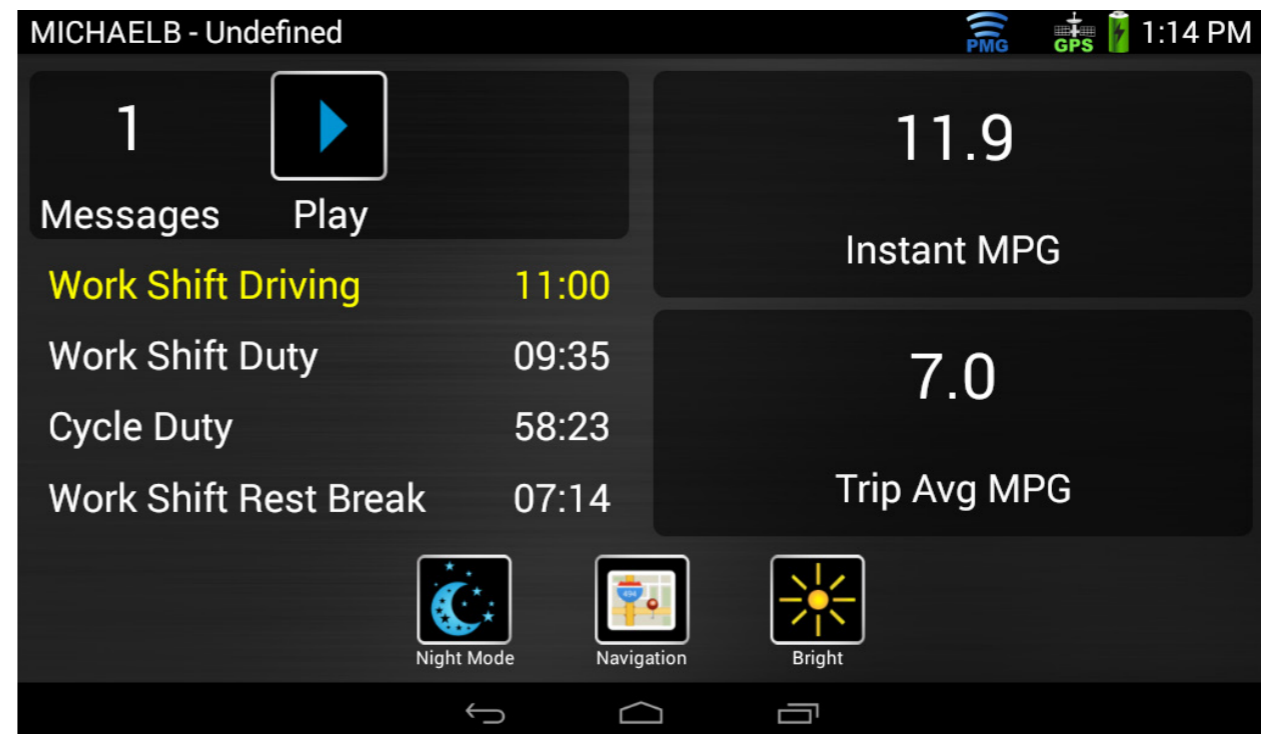 MICHAELB - Undefined
PMG
GPS
1:14 PM
1
Messages
Play
Work Shift Driving 11:00
Work Shift Duty 09:35
Cycle Duty 58:23
Work Shift Rest Break 07:14
11.9
Instant MPG
7.0
Trip Avg MPG
494
Night Mode
Navigation
Bright